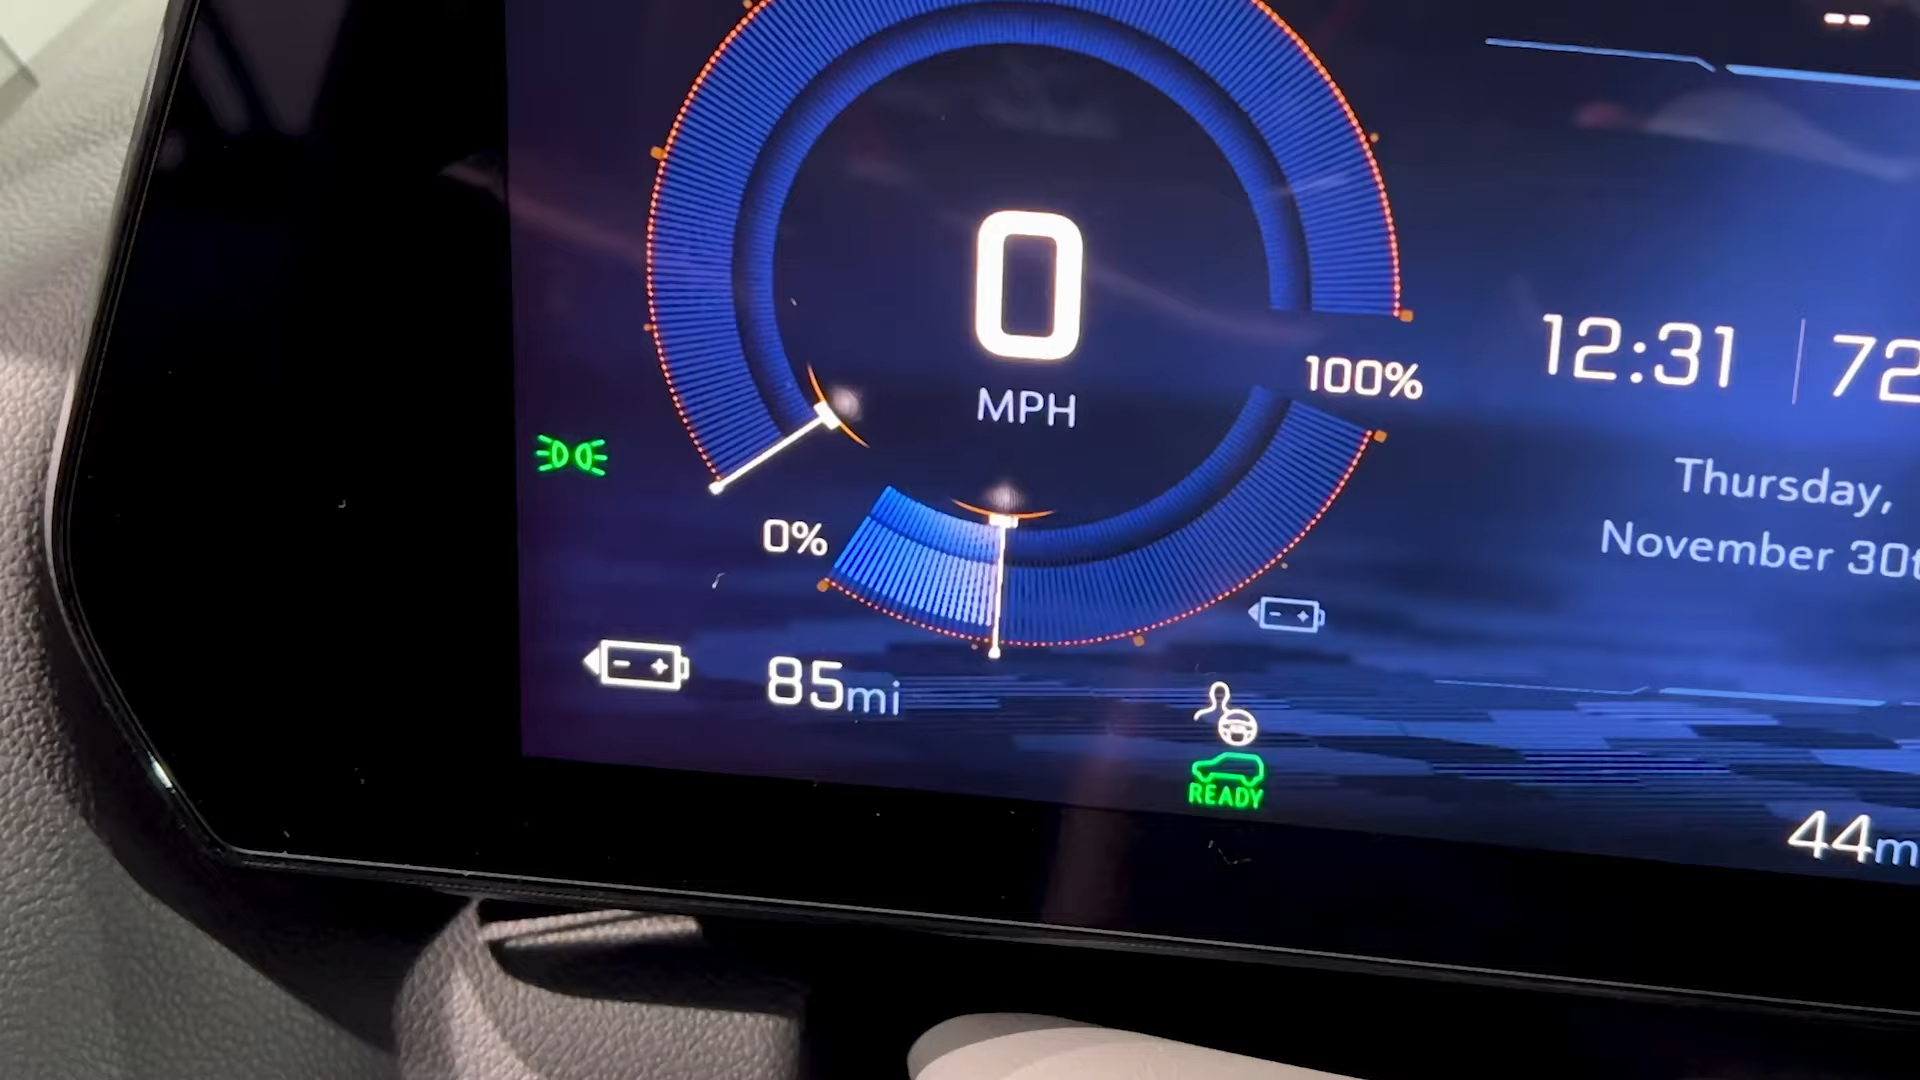 --
0
MPH
100%
12:31
72
Thursday,
November 30
0%
85mi
READY
44m